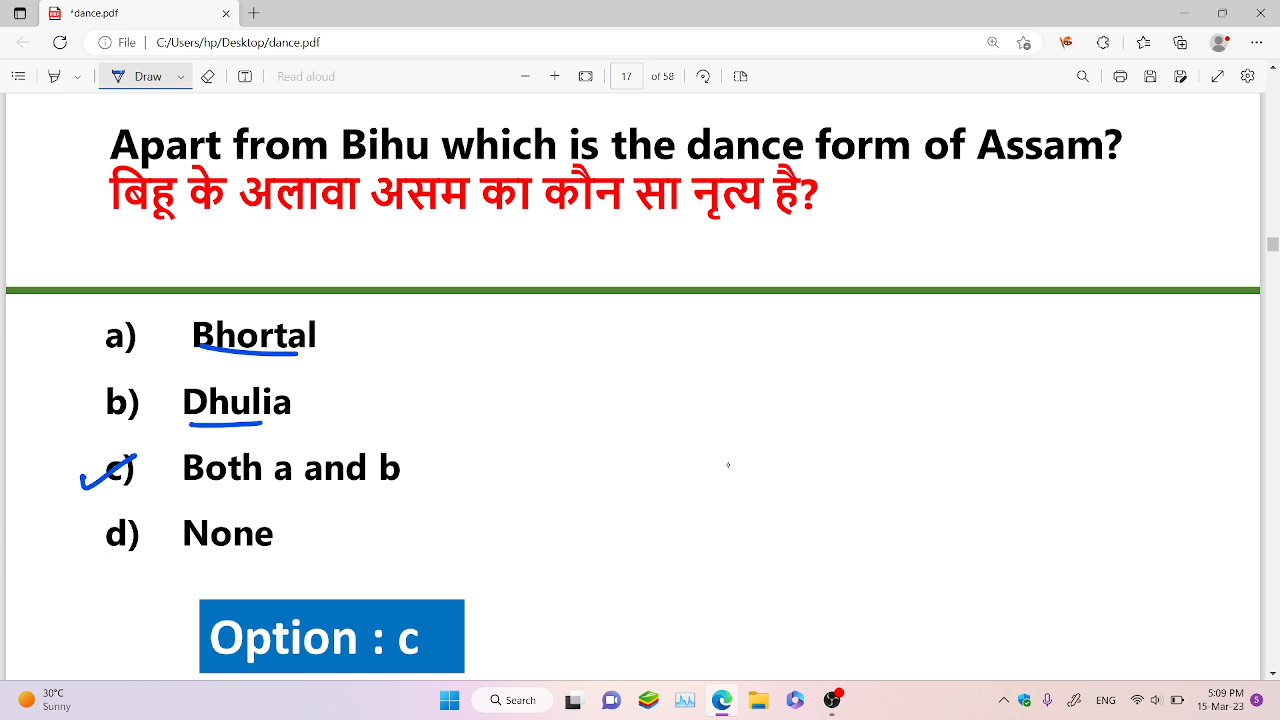 *dance.pdf
File
C:/Users/hp/Desktop/dance.pdf
Draw
Read aloud
17
of 58
Apart from Bihu which is the dance form of Assam?
बिहू के अलावा असम का कौन सा नृत्य है?
a) Bhortal
b) Dhulia
c) Both a and b
d) None
Option : c
30°C
Sunny
Search
ENG
5:09 PM
5-Mar-23
5